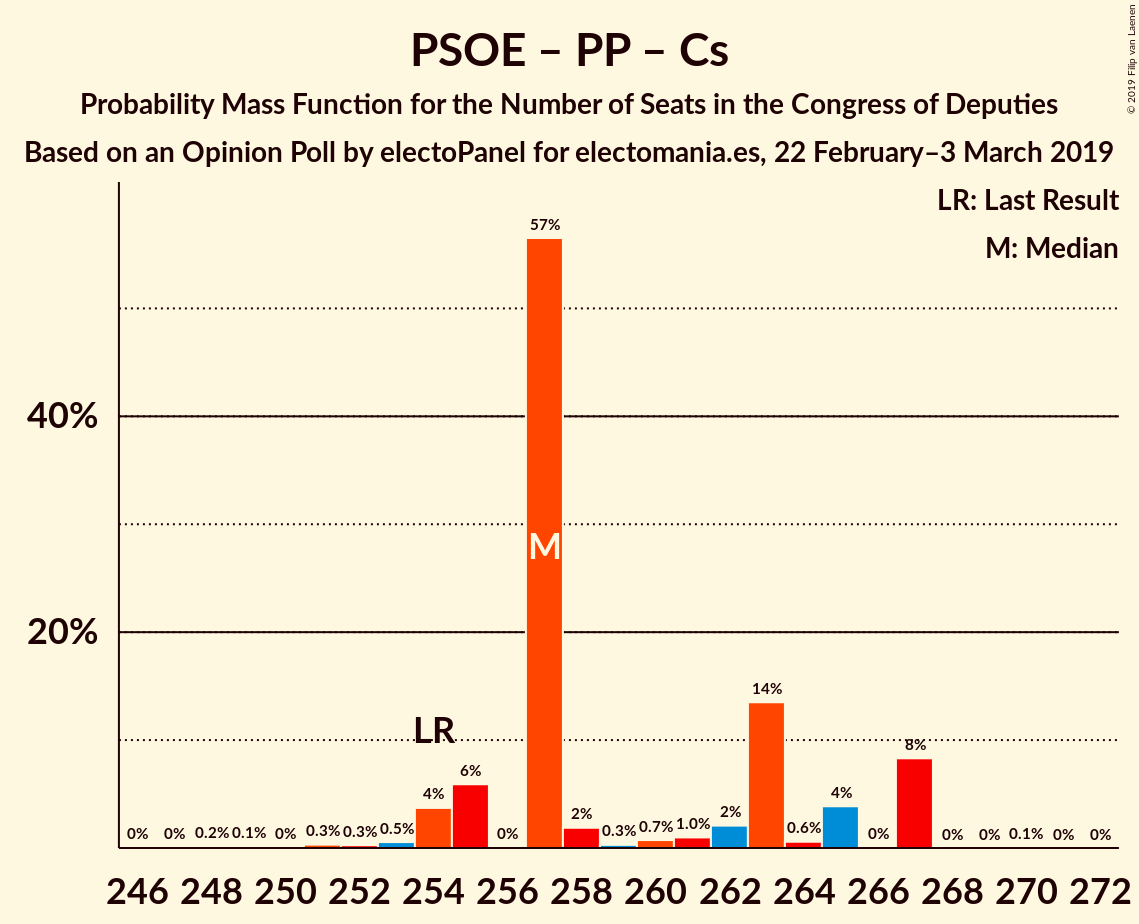 PSOE – PP – Cs
Probability Mass Function for the Number of Seats in the Congress of Deputies
Based on an Opinion Poll by electoPanel for electomania.es, 22 February–3 March 2019
© 2019 Filip van Laenen
LR: Last Result
M: Median
57%
40%
M
20%
14%
LR
8%
6%
4%
4%
2%
2%
0% 0% 0.2% 0.1% 0% 0.3% 0.3% 0.5% 0% 0.3% 0.7% 1.0% 0.6% 0% 0% 0% 0.1% 0% 0%
246 248 250 252 254 256 258 260 262 264 266 268 270 272